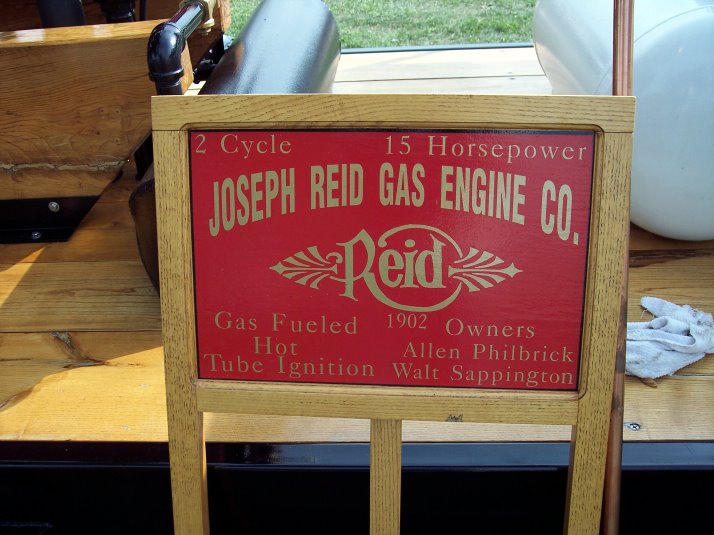 2 Cycle 15 Horsepower
JOSEPH REID GAS ENGINE CO.
Reid
Gas Fueled 1902 Owners
Hot Allen Philbrick
Tube Ignition Walt Sappington